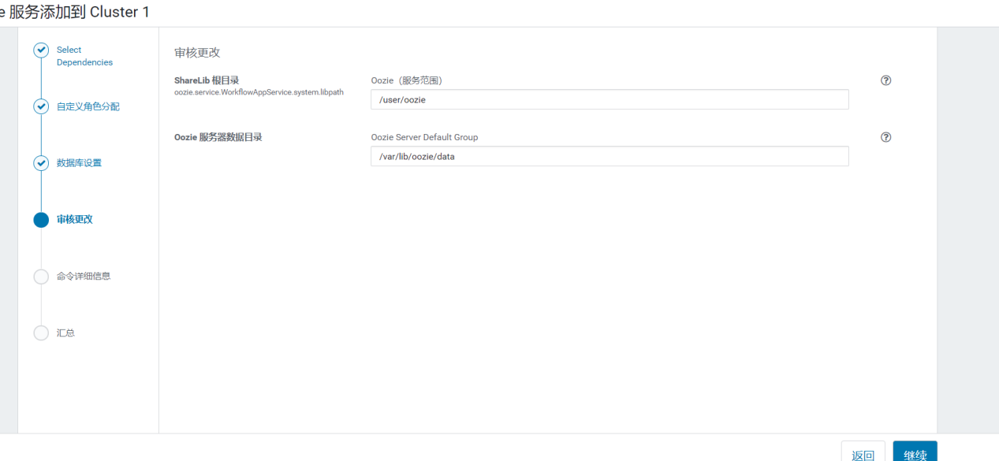 e 服务添加到 Cluster 1
Select
Dependencies
自定义角色分配
数据库设置
审核更改
命令详细信息
汇总
审核更改
ShareLib 根目录
oozie.service.WorkflowAppService.system.libpath
Oozie（服务范围）
/user/oozie
Oozie 服务器数据目录
Oozie Server Default Group
/var/lib/oozie/data
返回
继续